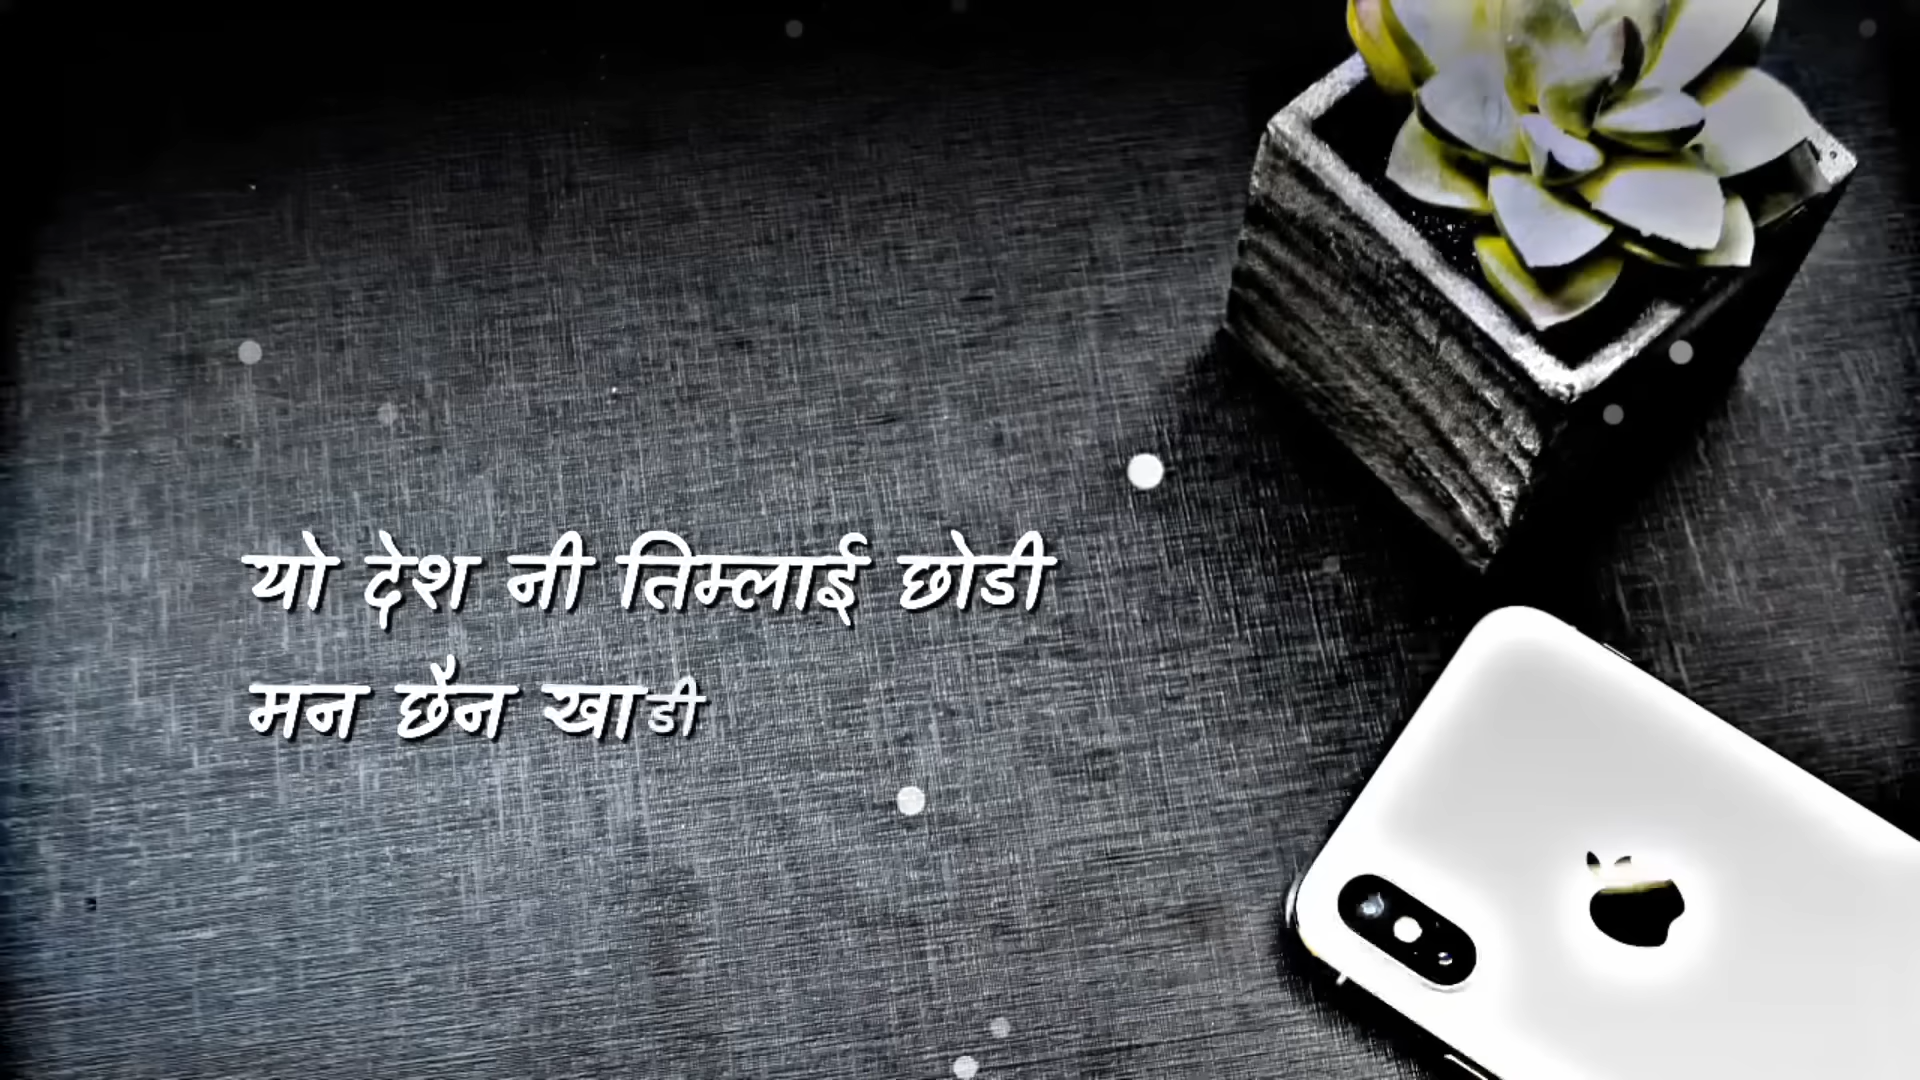 यो देश नी तिम्लाई छोडी
मन छैन खाडी